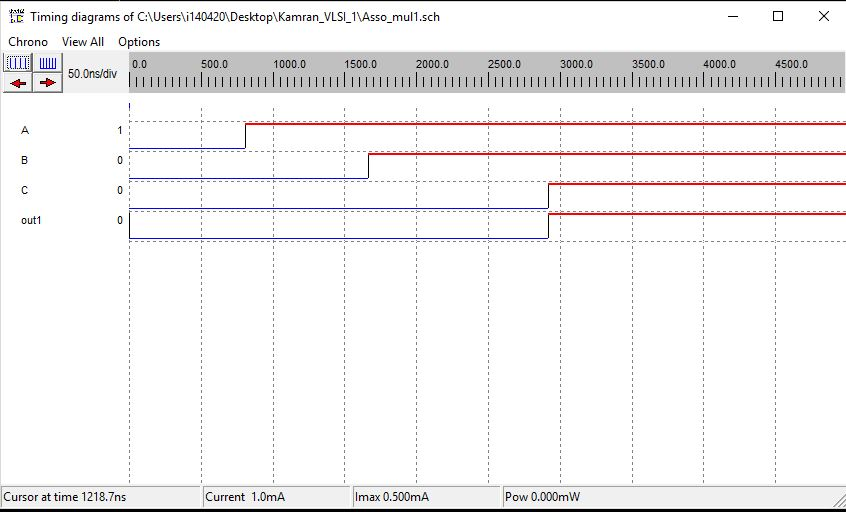 Timing diagrams of C:\Users\i140420\Desktop\Kamran_VLSI_1\Asso_mul1.sch
Chrono View All Options
50.0ns/div
0.0 500.0 1000.0 1500.0 2000.0 2500.0 3000.0 3500.0 4000.0 4500.0
A 1
B 0
C 0
out1 0
Cursor at time 1218.7ns Current 1.0mA Imax 0.500mA Pow 0.000mW